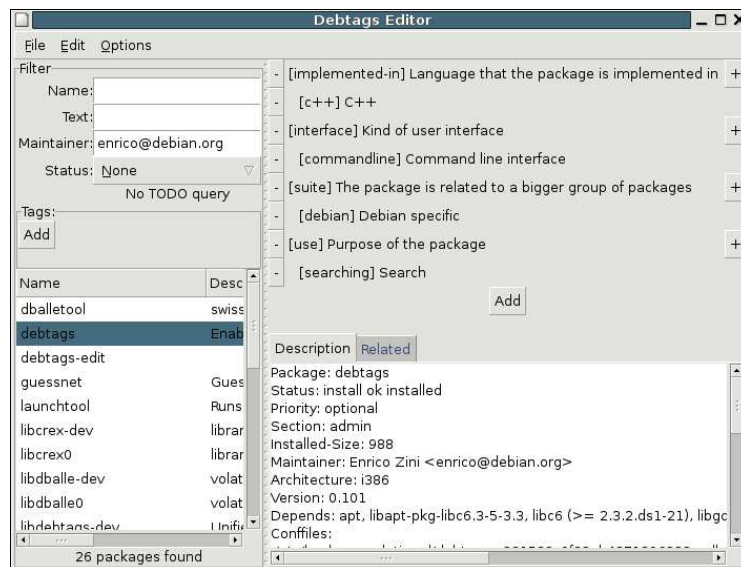 Debtags Editor
File Edit Options
Filter
Name:
Text:
Maintainer: enrico@debian.org
Status: None
No TODO query
Tags:
Add
Name Desc
dballetool swiss
debtags Enab
debtags-edit
guessnet Gues
launchtool Runs
libcrex-dev librar
libcrex0 librar
libdballe-dev volat
libdballe0 volat
libdebtags-dev Unifie
26 packages found
- [implemented-in] Language that the package is implemented in +
- [c++] C++
- [interface] Kind of user interface +
- [commandline] Command line interface
- [suite] The package is related to a bigger group of packages +
- [debian] Debian specific
- [use] Purpose of the package +
- [searching] Search
Add
Description Related
Package: debtags
Status: install ok installed
Priority: optional
Section: admin
Installed-Size: 988
Maintainer: Enrico Zini <enrico@debian.org>
Architecture: i386
Version: 0.101
Depends: apt, libapt-pkg-libc6.3-5-3.3, libc6 (>= 2.3.2.ds1-21), libgc
Conffiles: